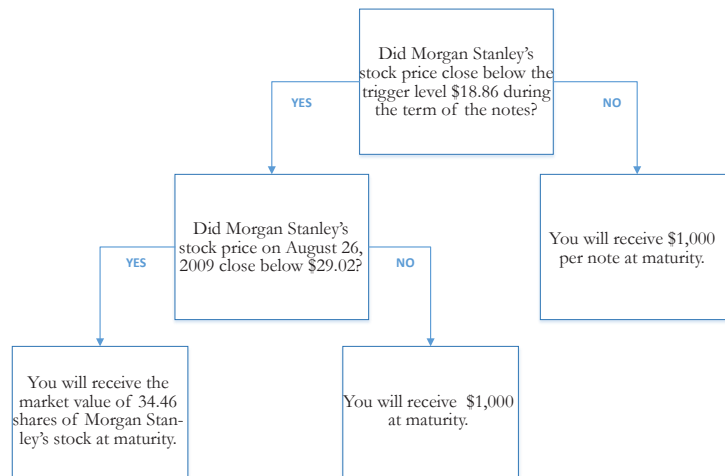 Did Morgan Stanley's
stock price close below the
trigger level $18.86 during
the term of the notes?
YES
NO
Did Morgan Stanley's
stock price on August 26,
2009 close below $29.02?
You will receive $1,000
per note at maturity.
YES
NO
You will receive the
market value of 34.46
shares of Morgan Stan-
ley's stock at maturity.
You will receive $1,000
at maturity.